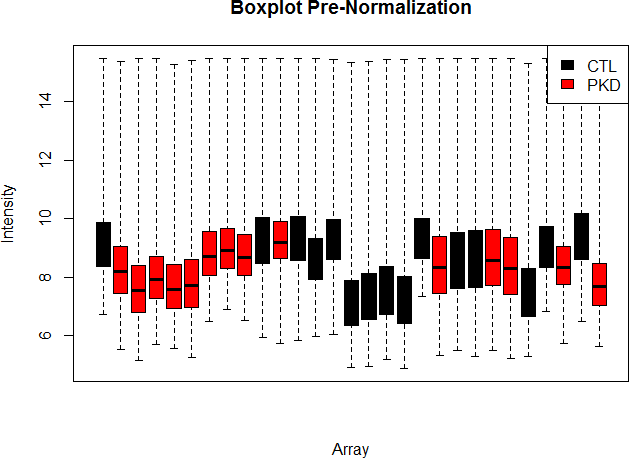 Boxplot Pre-Normalization
CTL
PKD
14
12
10
8
6
Intensity
Array